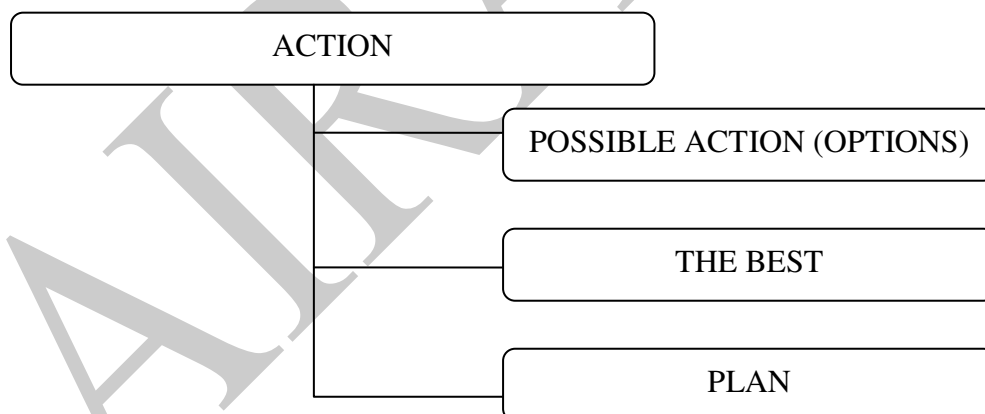 ACTION
POSSIBLE ACTION (OPTIONS)
THE BEST
PLAN